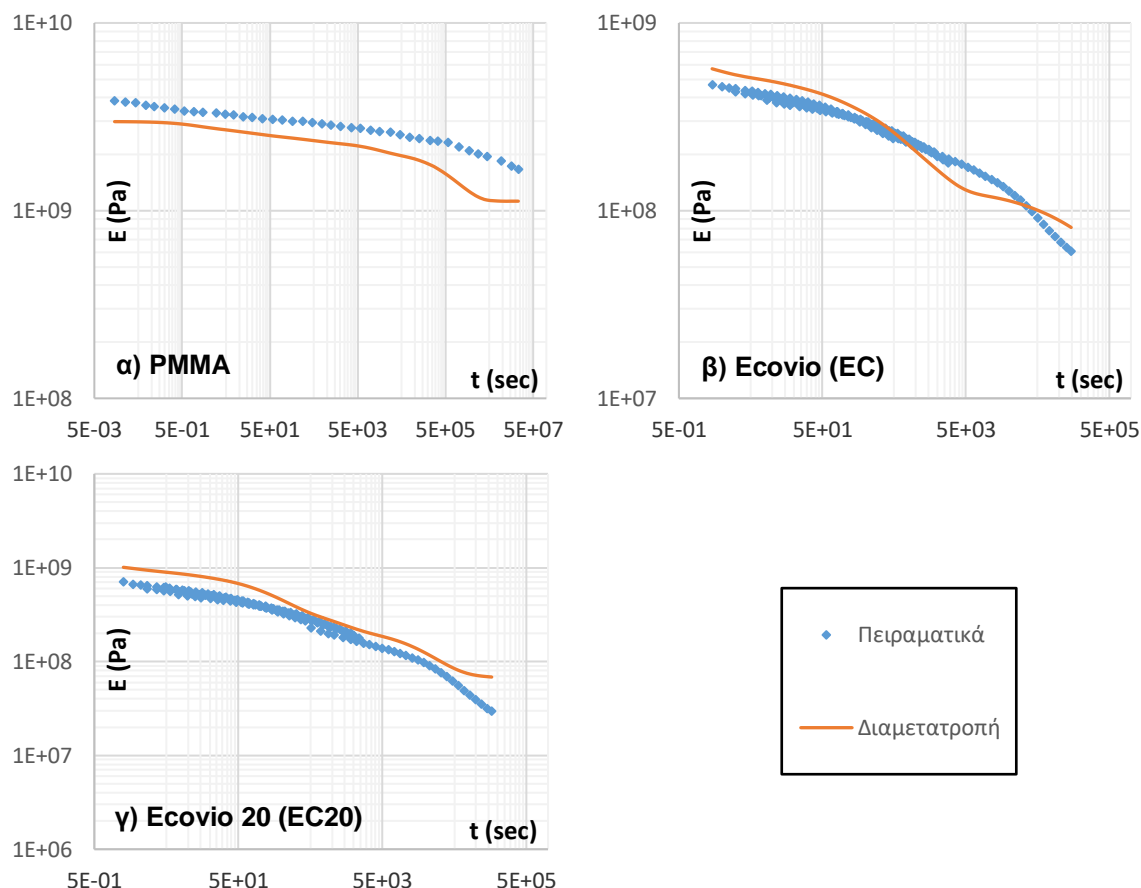 1E+10
1E+09
1E+08
E (Pa)
α) PMMA
t (sec)
5E-03 5E-01 5E+01 5E+03 5E+05 5E+07
1E+09
1E+08
1E+07
E (Pa)
β) Ecovio (EC)
t (sec)
5E-01 5E+01 5E+03 5E+05
1E+10
1E+09
1E+08
1E+07
1E+06
E (Pa)
γ) Ecovio 20 (EC20)
t (sec)
5E-01 5E+01 5E+03 5E+05
Πειραματικά
Διαμετατροπή